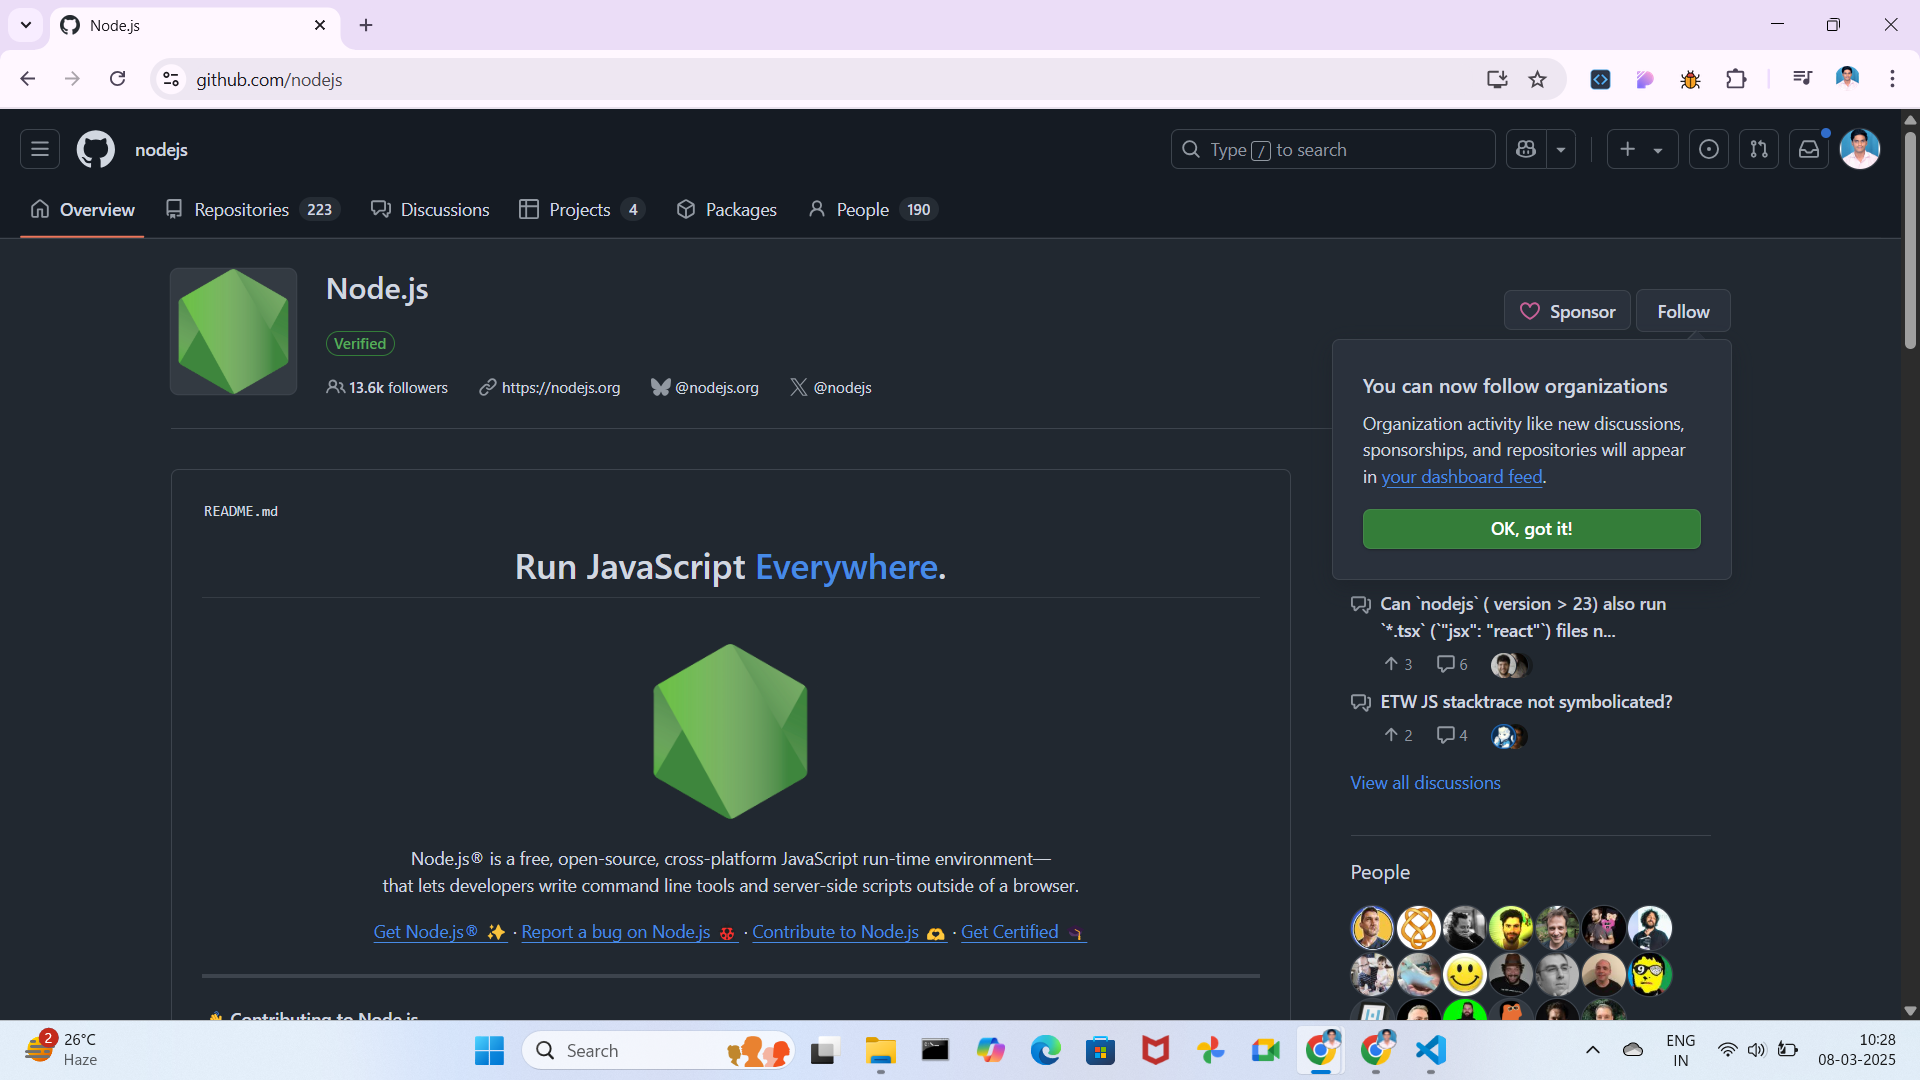 Node.js
github.com/nodejs
nodejs
Type / to search
Overview
Repositories 223
Discussions
Projects 4
Packages
People 190
Node.js
Sponsor
Follow
Verified
13.6k followers
https://nodejs.org
@nodejs.org
@nodejs
You can now follow organizations
Organization activity like new discussions,
sponsorships, and repositories will appear
in your dashboard feed.
OK, got it!
README.md
Run JavaScript Everywhere.
Node.js® is a free, open-source, cross-platform JavaScript run-time environment—
that lets developers write command line tools and server-side scripts outside of a browser.
Get Node.js® ✨ · Report a bug on Node.js · Contribute to Node.js 🫶 · Get Certified
Contributing to Node.js
Can `nodejs` ( version > 23) also run
`*.tsx` (`"jsx": "react"`) files n...
3 6
ETW JS stacktrace not symbolicated?
2 4
View all discussions
People
2
26°C
Haze
Search
ENG
IN
10:28
08-03-2025